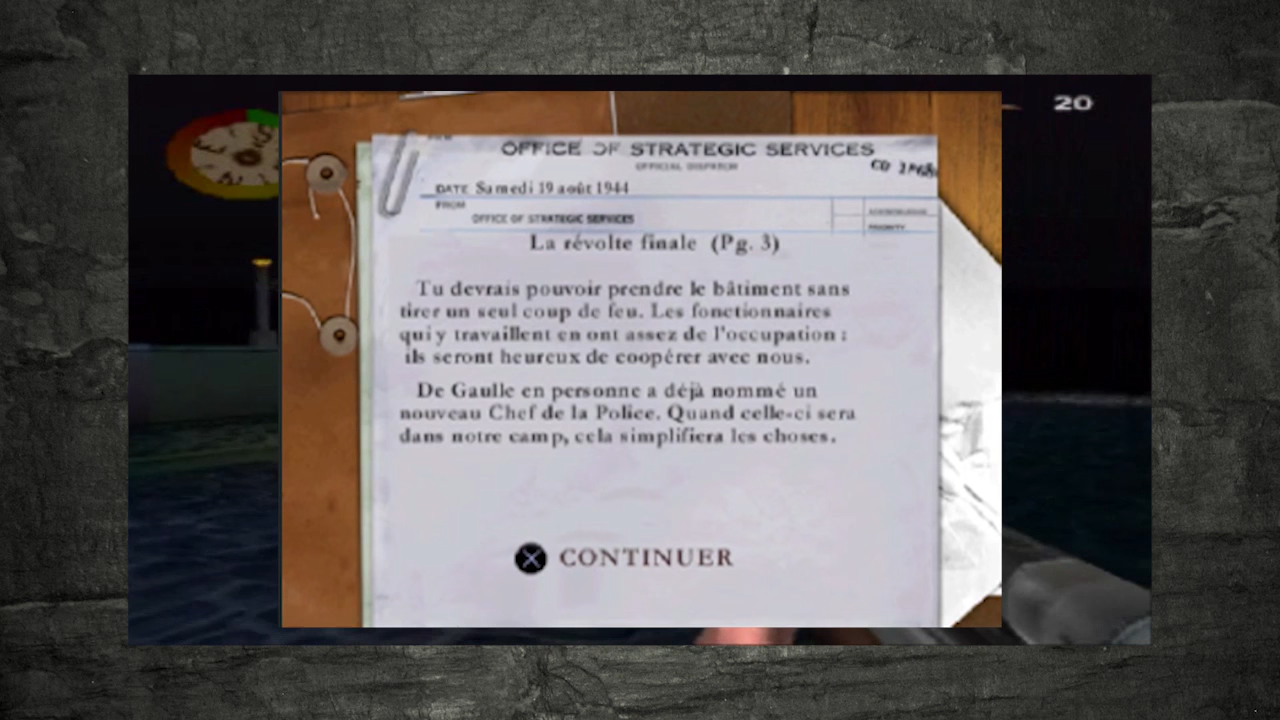 20
OFFICE OF STRATEGIC SERVICES
OFFICIAL DISPATCH
DATE Samedi 19 août 1944
FROM
OFFICE OF STRATEGIC SERVICES
PRIORITY
La révolte finale (Pg. 3)
Tu devrais pouvoir prendre le bâtiment sans
tirer un seul coup de feu. Les fonctionnaires
qui y travaillent en ont assez de l'occupation :
ils seront heureux de coopérer avec nous.
De Gaulle en personne a déjà nommé un
nouveau Chef de la Police. Quand celle-ci sera
dans notre camp, cela simplifiera les choses.
CONTINUER